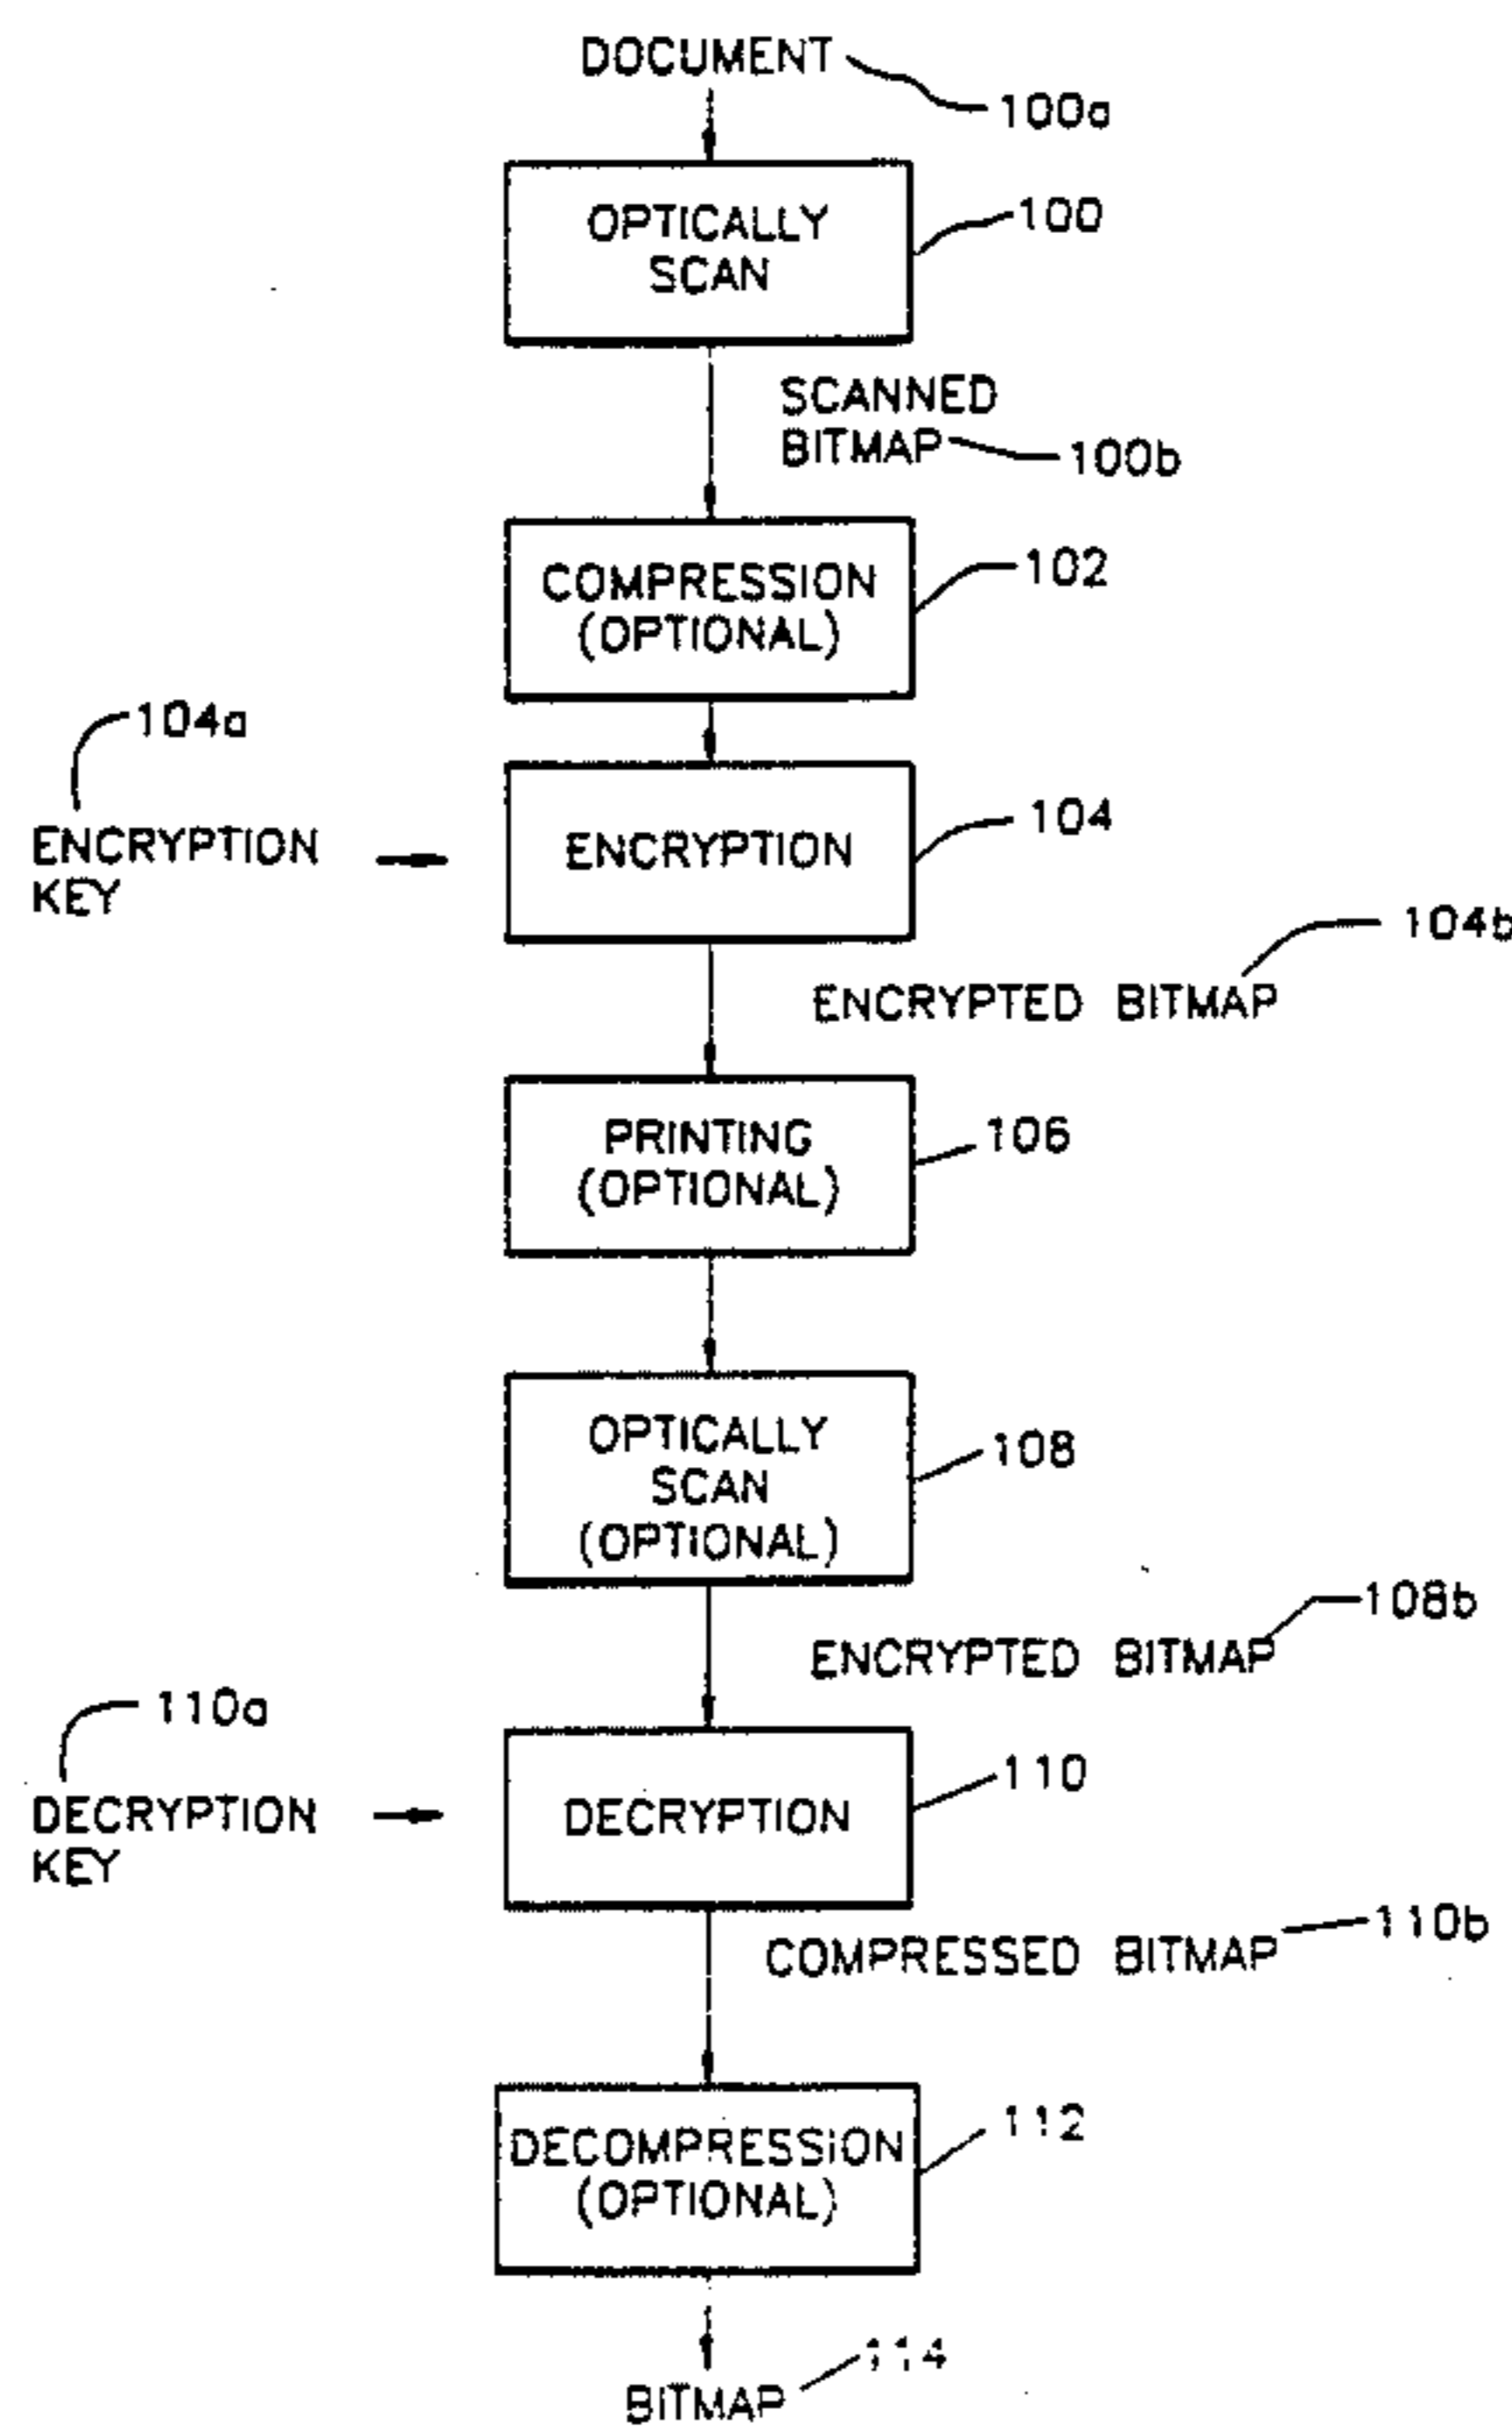 DOCUMENT
100a
OPTICALLY
SCAN
100
SCANNED
BITMAP
100b
COMPRESSION
(OPTIONAL)
102
104a
ENCRYPTION
KEY
ENCRYPTION
104
104b
ENCRYPTED BITMAP
PRINTING
(OPTIONAL)
106
OPTICALLY
SCAN
(OPTIONAL)
108
108b
ENCRYPTED BITMAP
110a
DECRYPTION
KEY
DECRYPTION
110
110b
COMPRESSED BITMAP
DECOMPRESSION
(OPTIONAL)
112
114
BITMAP